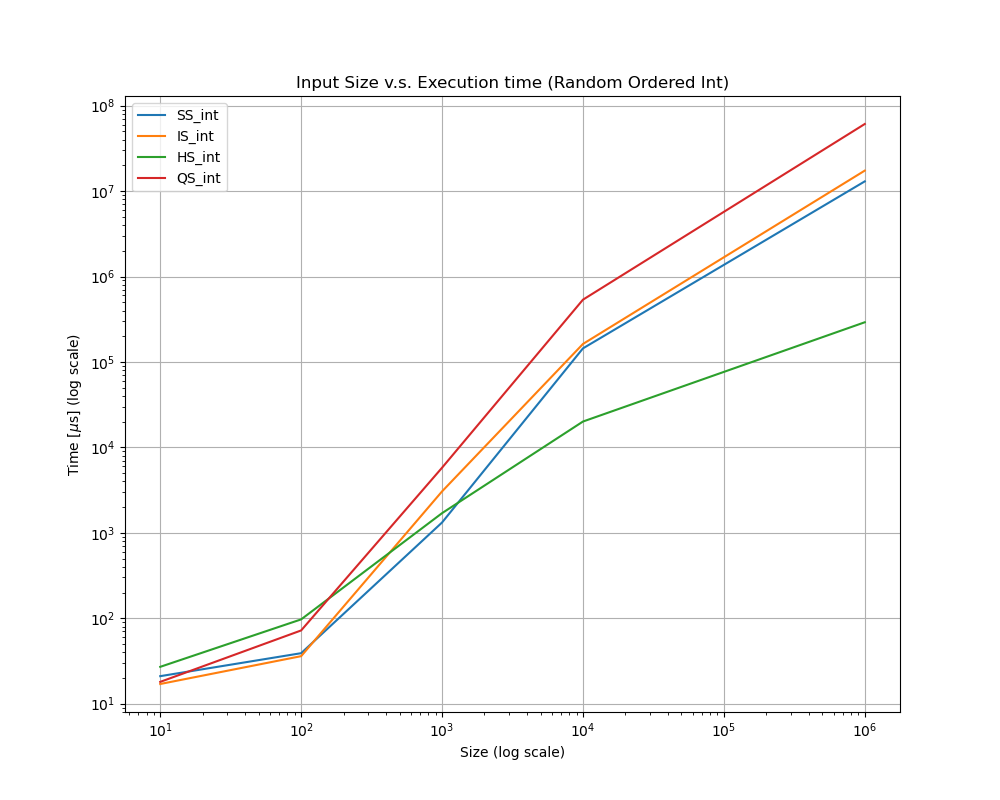 Input Size v.s. Execution time (Random Ordered Int)
SS_int
IS_int
HS_int
QS_int
Time [μs] (log scale)
10⁸
10⁷
10⁶
10⁵
10⁴
10³
10²
10¹
10¹ 10² 10³ 10⁴ 10⁵ 10⁶
Size (log scale)